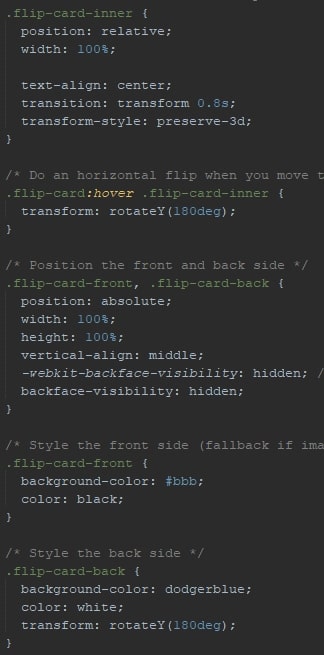 .flip-card-inner {
position: relative;
width: 100%;
text-align: center;
transition: transform 0.8s;
transform-style: preserve-3d;
}
/* Do an horizontal flip when you move t
.flip-card:hover .flip-card-inner {
transform: rotateY(180deg);
}
/* Position the front and back side */
.flip-card-front, .flip-card-back {
position: absolute;
width: 100%;
height: 100%;
vertical-align: middle;
-webkit-backface-visibility: hidden; /
backface-visibility: hidden;
}
/* Style the front side (fallback if ima
.flip-card-front {
background-color: #bbb;
color: black;
}
/* Style the back side */
.flip-card-back {
background-color: dodgerblue;
color: white;
transform: rotateY(180deg);
}